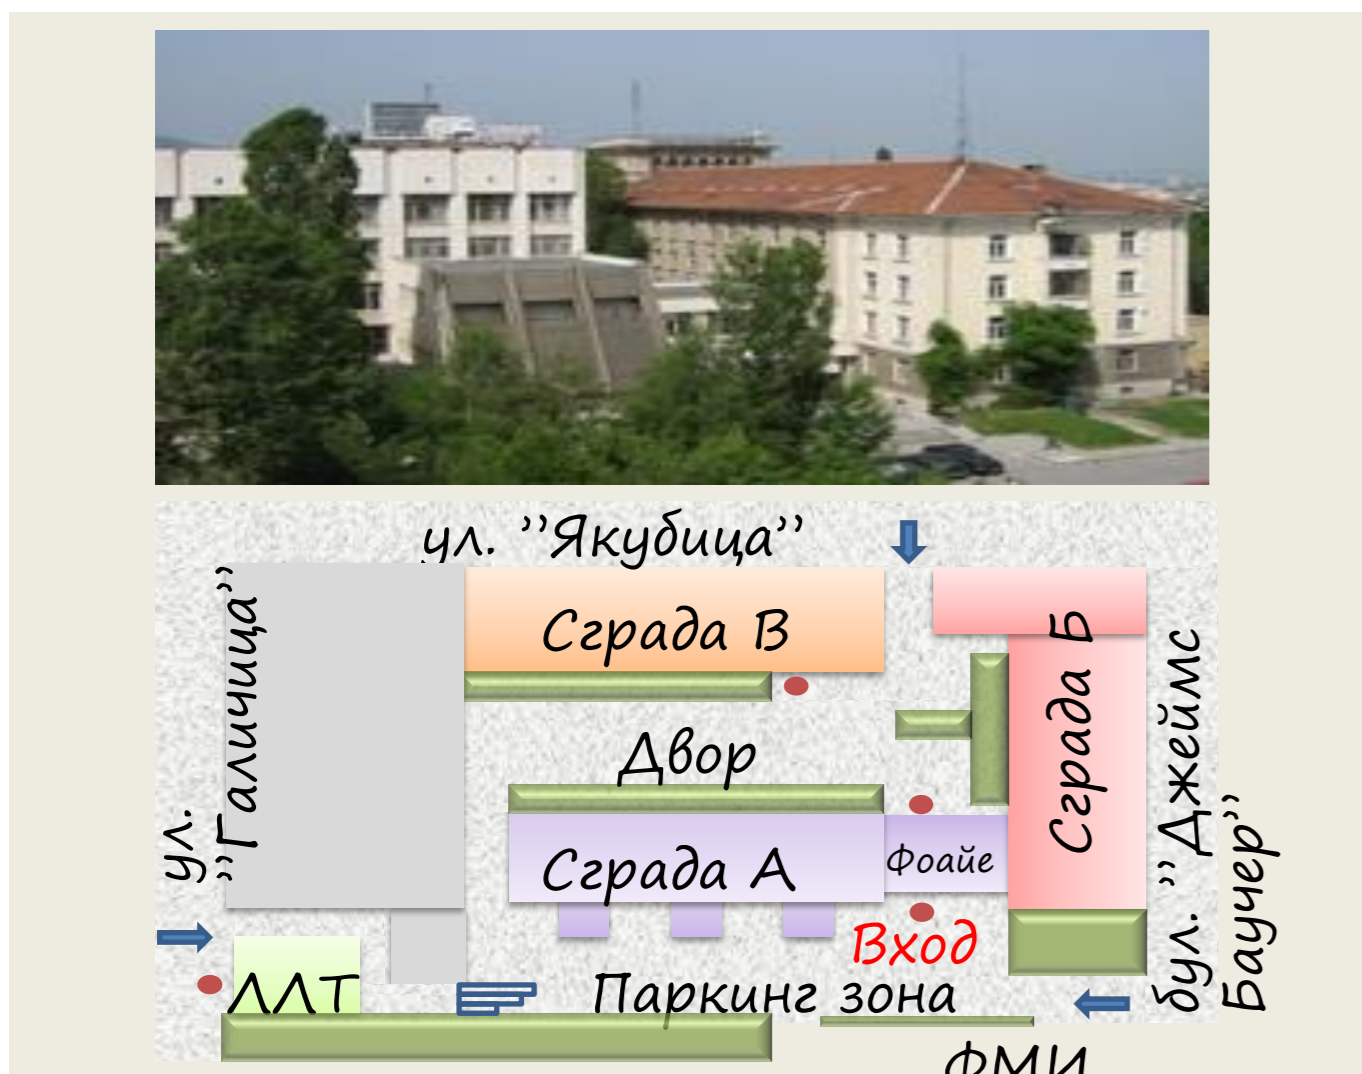 ул. ’’Якубица’’
ул.
’’Галичица’’
Сграда В
Сграда Б
бул. ’’Джеймс
Баучер’’
Двор
Сграда А
Фоайе
Вход
ЛЛТ
Паркинг зона
ФМИ